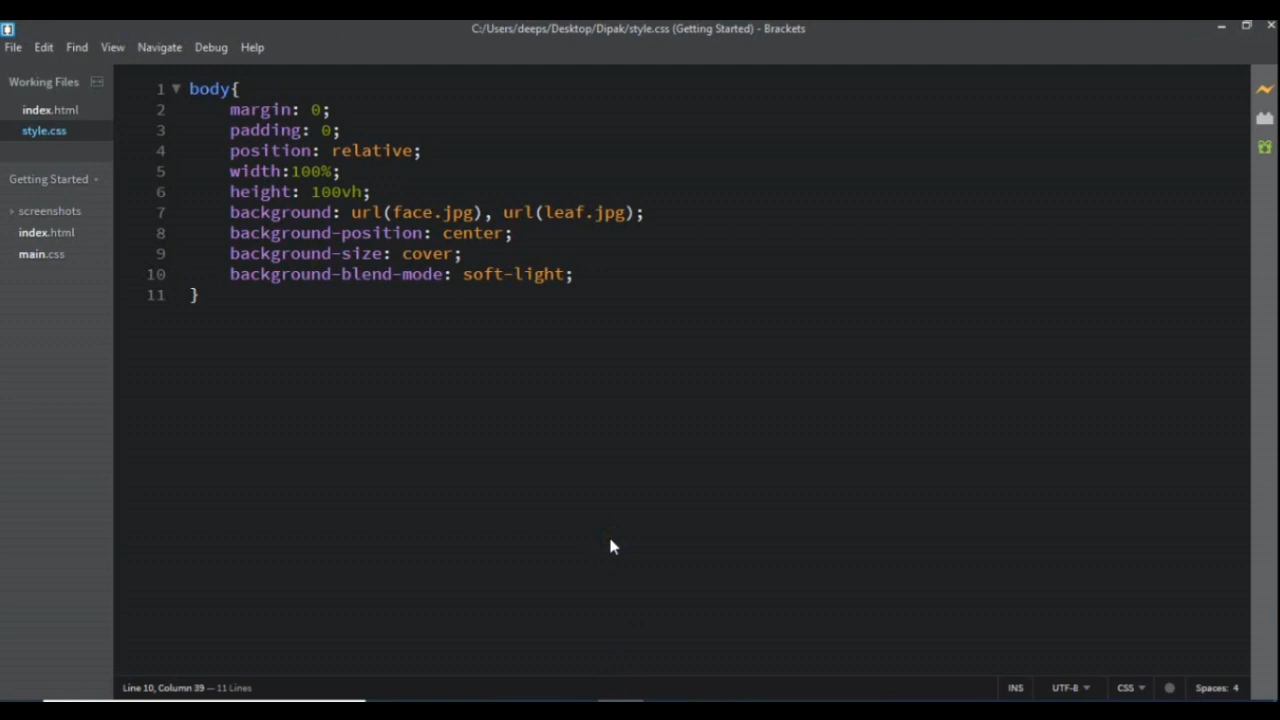 C:/Users/deeps/Desktop/Dipak/style.css (Getting Started) - Brackets
File Edit Find View Navigate Debug Help
Working Files
index.html
style.css
Getting Started
screenshots
index.html
main.css
1 body{
2 margin: 0;
3 padding: 0;
4 position: relative;
5 width:100%;
6 height: 100vh;
7 background: url(face.jpg), url(leaf.jpg);
8 background-position: center;
9 background-size: cover;
10 background-blend-mode: soft-light;
11 }
Line 10, Column 39 — 11 Lines
INS UTF-8 CSS Spaces: 4